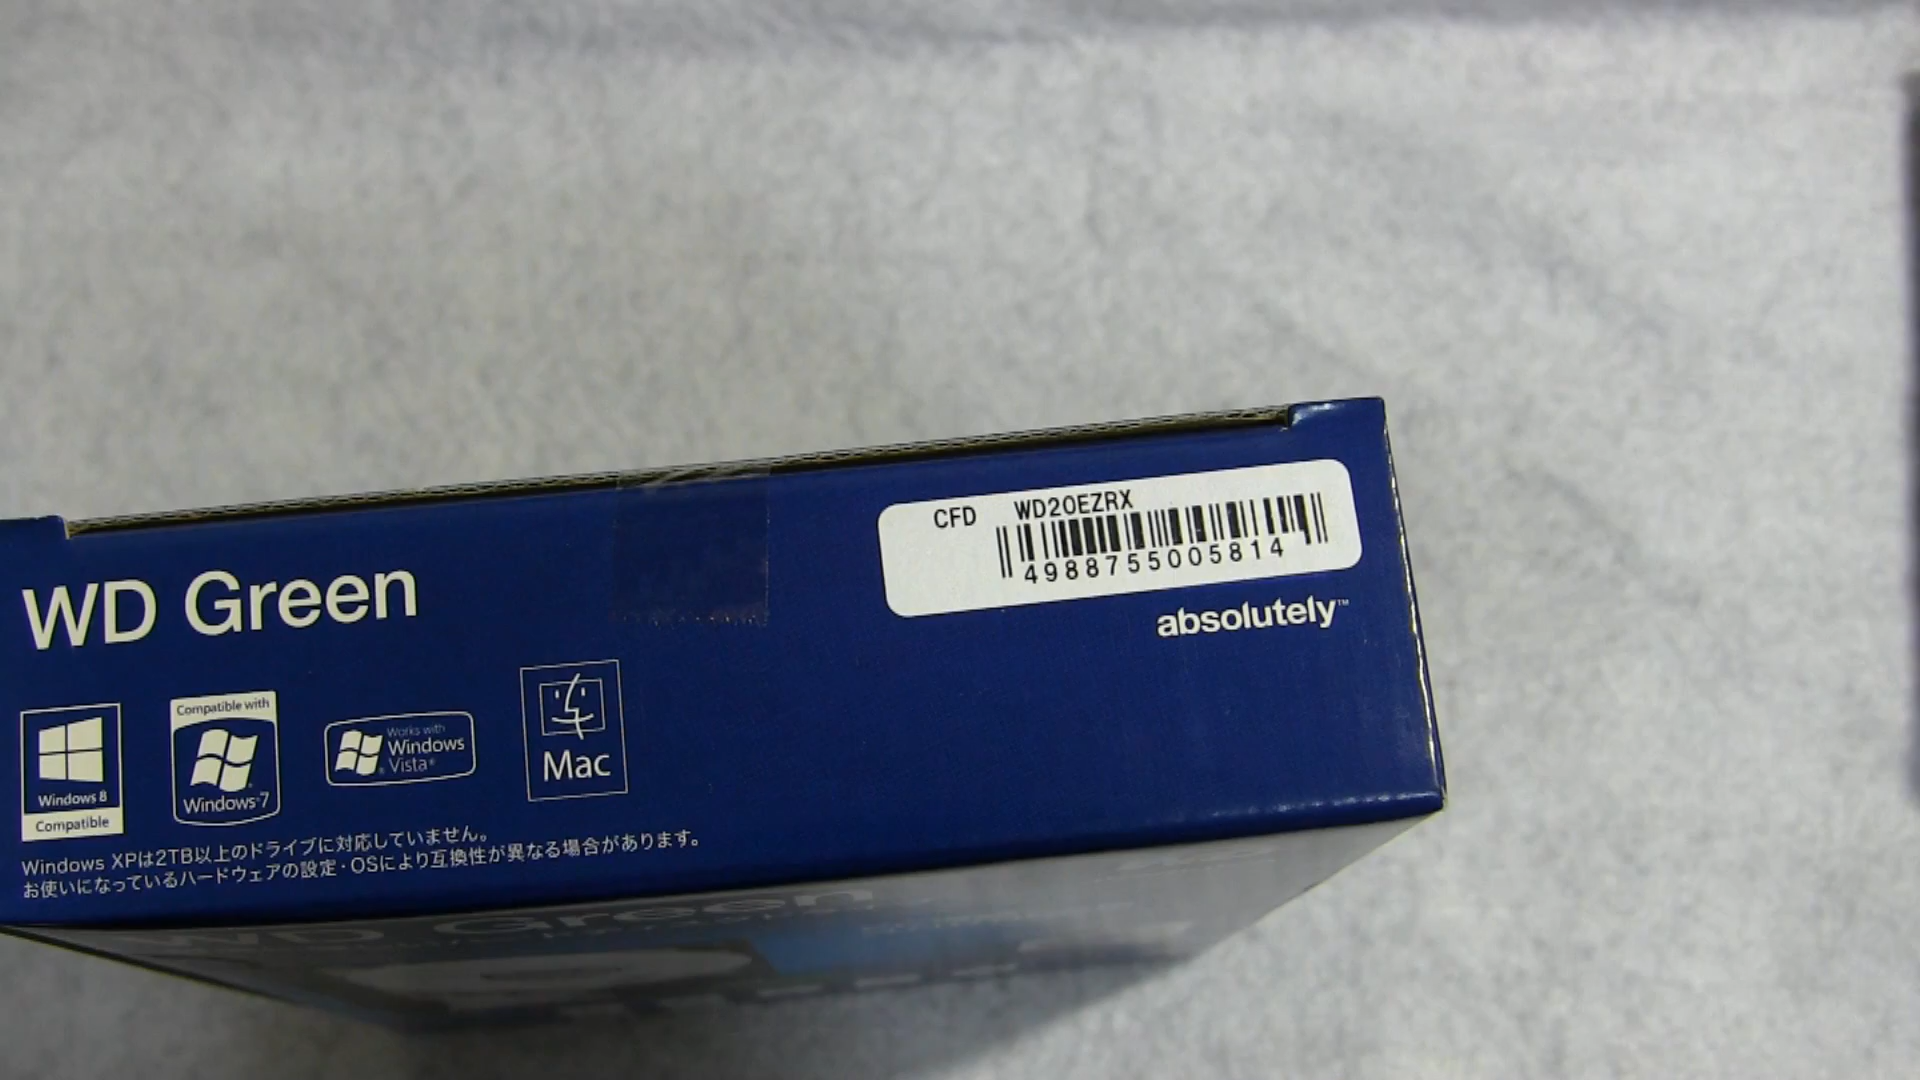 CFD WD20EZRX
4988755005814
absolutely™
WD Green
Windows 8
Compatible
Compatible with
Windows®7
Works with
Windows
Vista®
Mac
Windows XPは2TB以上のドライブに対応していません。
お使いになっているハードウェアの設定・OSにより互換性が異なる場合があります。
WD Green